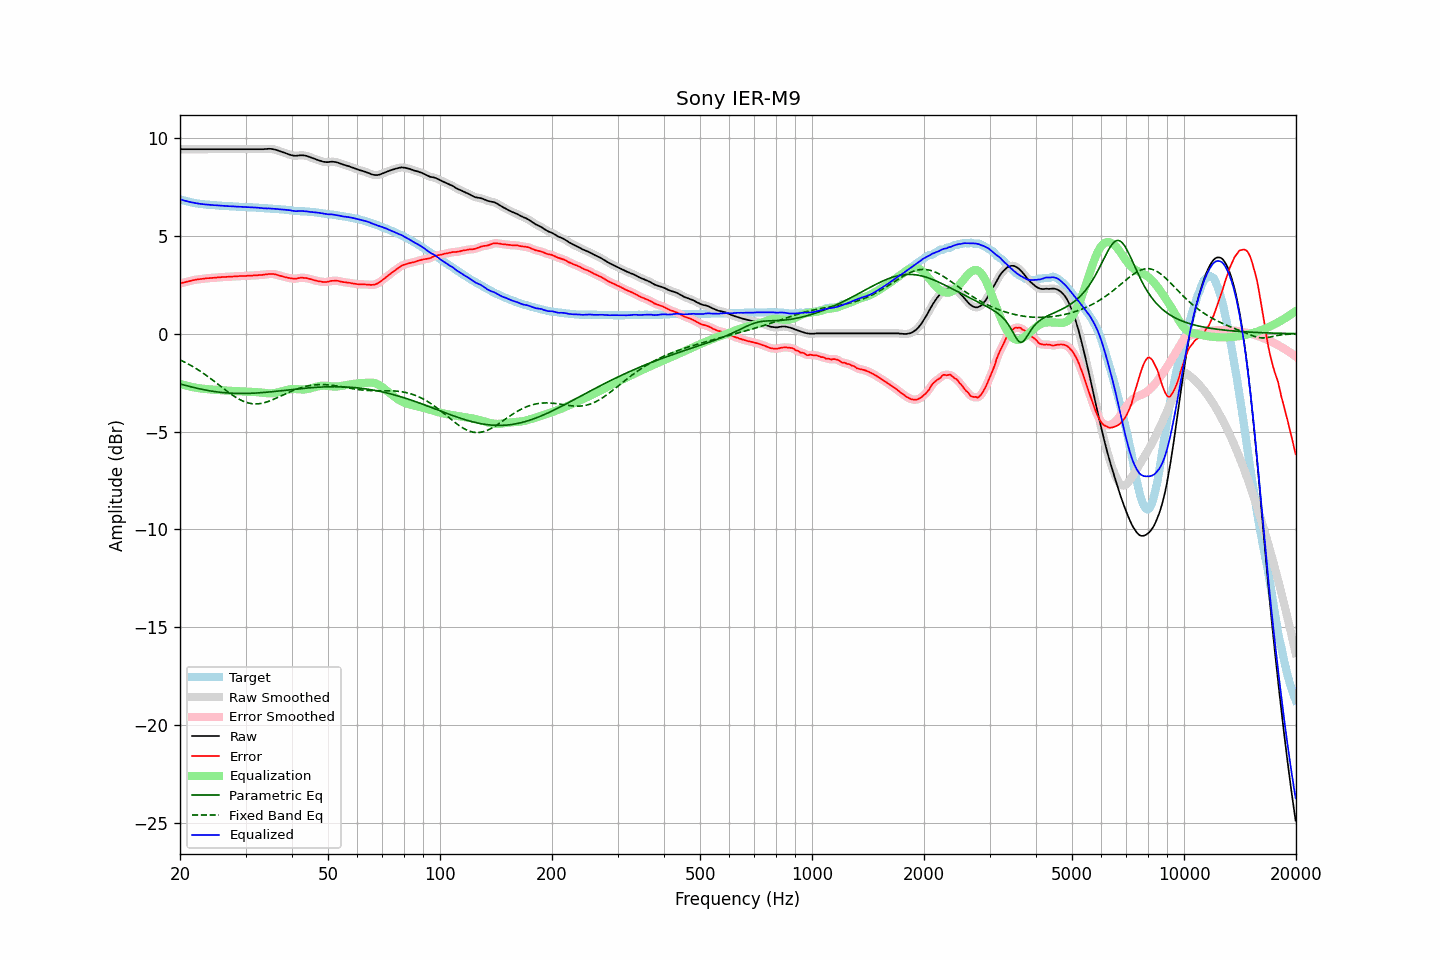 Sony IER-M9
10
5
0
−5
−10
−15
−20
−25
Amplitude (dBr)
Target
Raw Smoothed
Error Smoothed
Raw
Error
Equalization
Parametric Eq
Fixed Band Eq
Equalized
20 50 100 200 500 1000 2000 5000 10000 20000
Frequency (Hz)